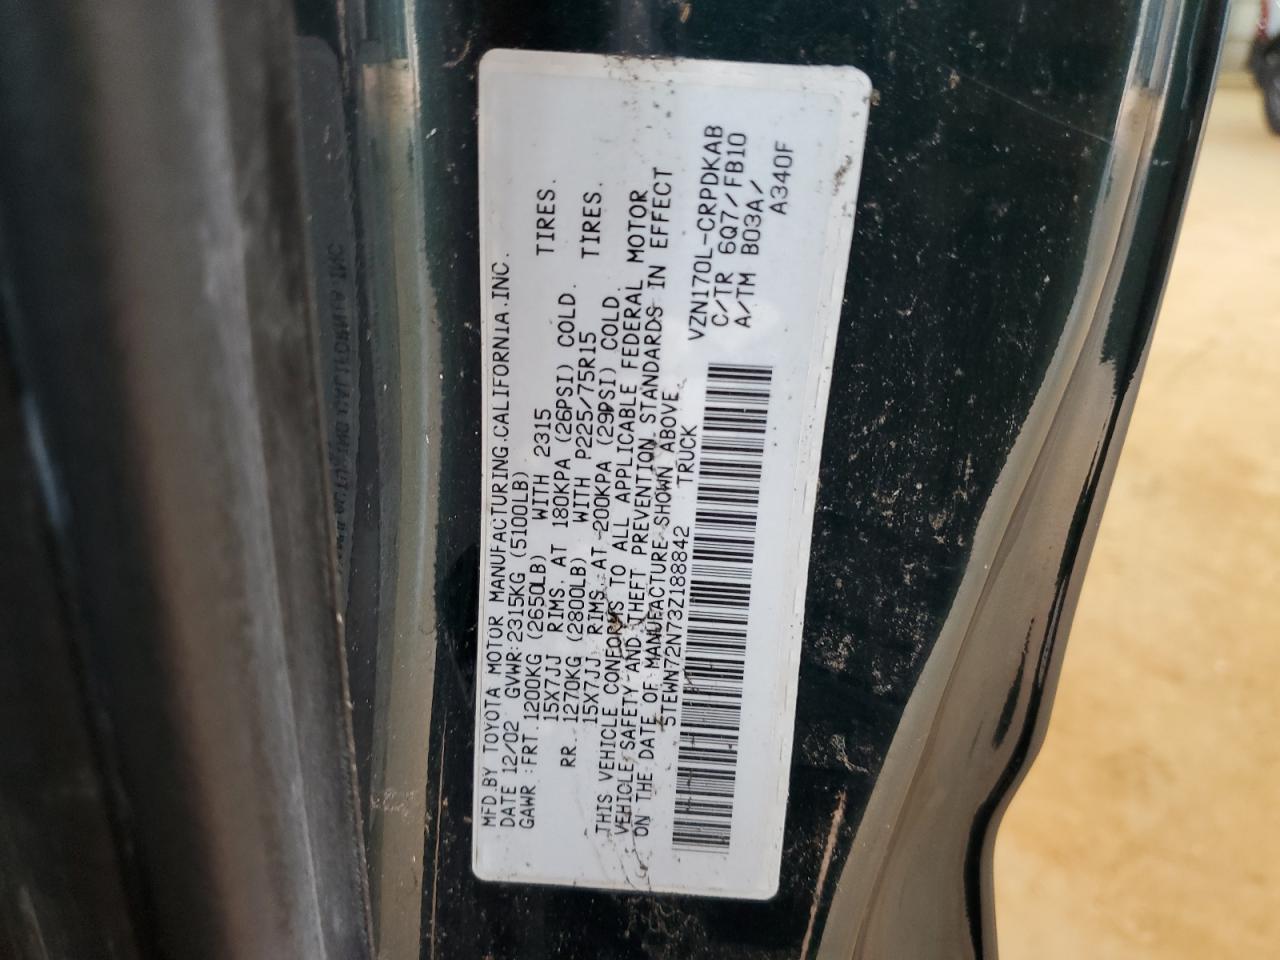 MFD.BY TOYOTA MOTOR MANUFACTURING.CALIFORNIA.INC.
DATE 12/02 GVWR:2315KG (5100LB)
GAWR:FRT.1200KG (2650LB) WITH 2315 TIRES.
15X7JJ RIMS. AT 180KPA (26PSI) COLD.
RR. 1270KG (2800LB) WITH P225/75R15 TIRES.
15X7JJ RIMS. AT 200KPA (29PSI) COLD.
THIS VEHICLE CONFORMS TO ALL APPLICABLE FEDERAL MOTOR
VEHICLE SAFETY AND THEFT PREVENTION STANDARDS IN EFFECT
ON THE DATE OF MANUFACTURE SHOWN ABOVE.
5TEWN72N73Z188842 TRUCK
VZN170L-CRPDKAB
C/TR 6Q7/FB10
A/TM B03A/
A340F